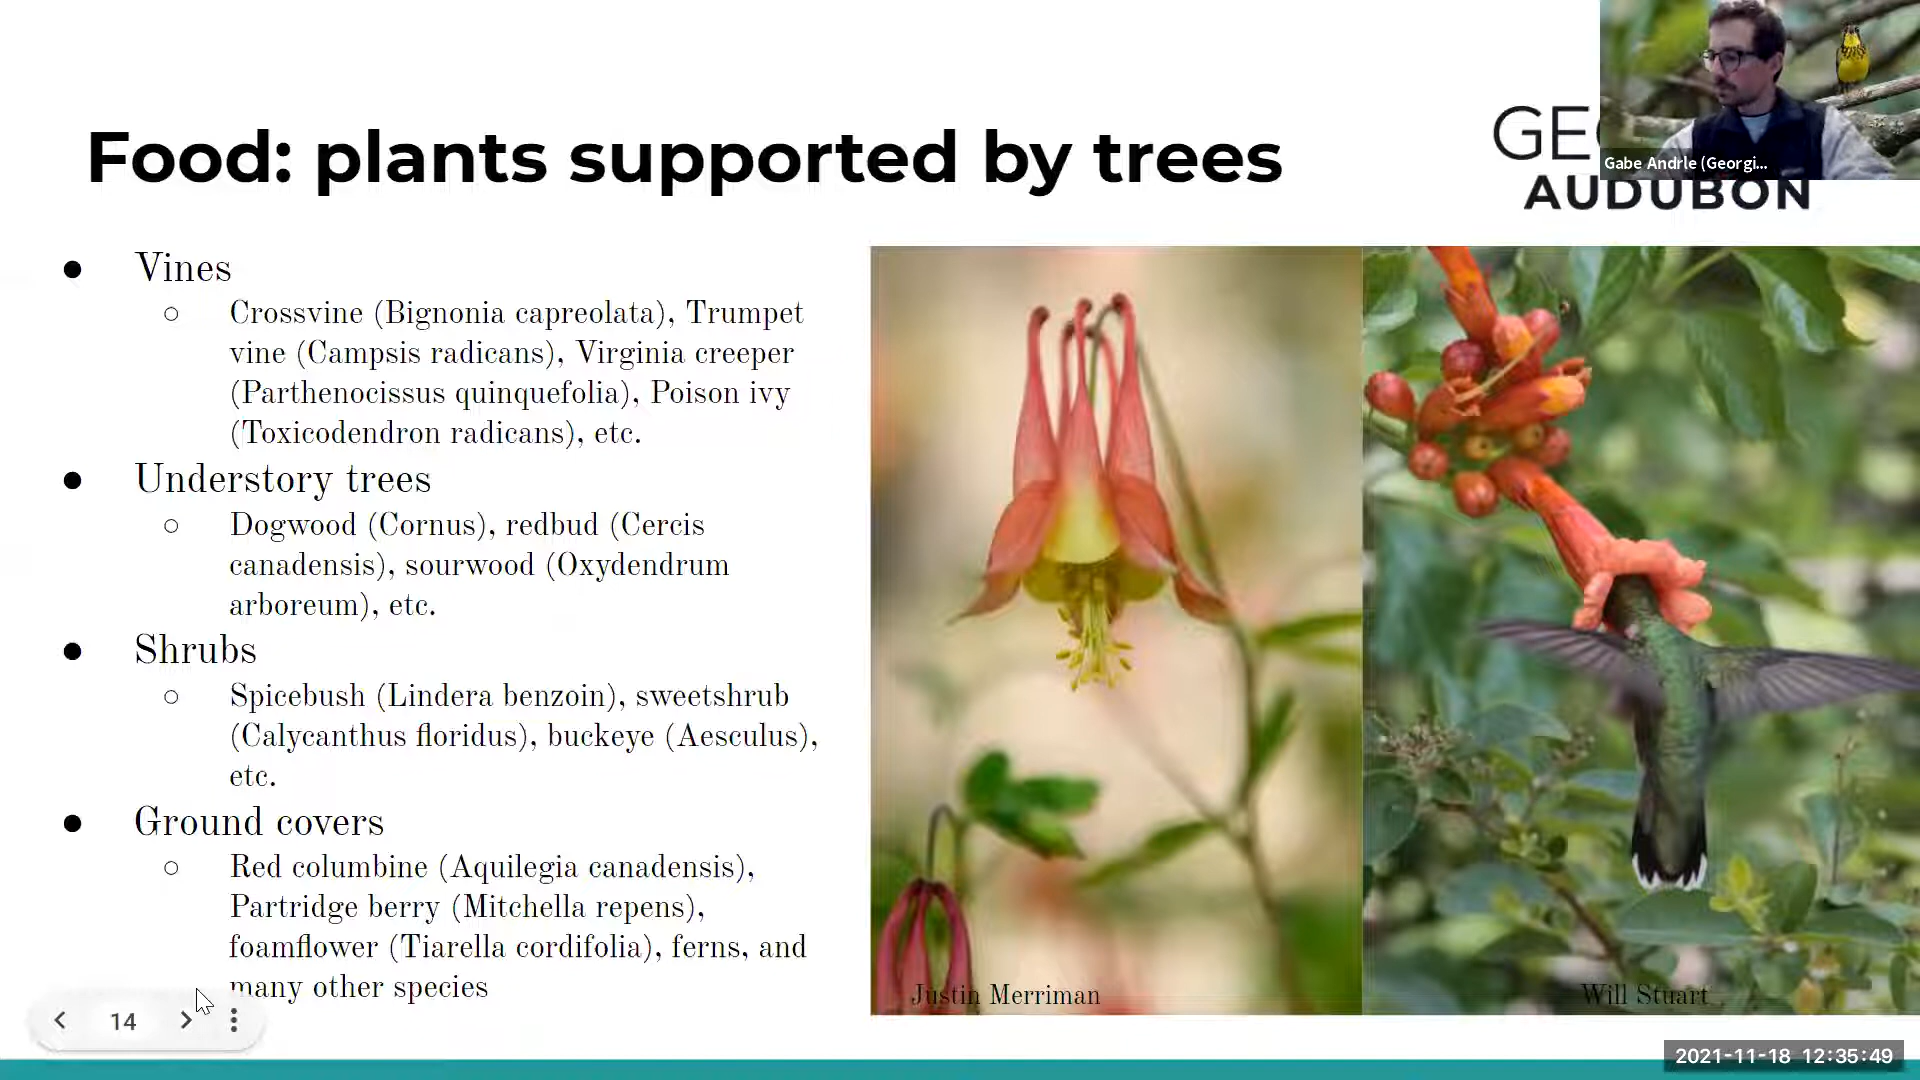 Food: plants supported by trees
GE
AUDUBON
Gabe Andrle (Georgi...
● Vines
○ Crossvine (Bignonia capreolata), Trumpet
vine (Campsis radicans), Virginia creeper
(Parthenocissus quinquefolia), Poison ivy
(Toxicodendron radicans), etc.
● Understory trees
○ Dogwood (Cornus), redbud (Cercis
canadensis), sourwood (Oxydendrum
arboreum), etc.
● Shrubs
○ Spicebush (Lindera benzoin), sweetshrub
(Calycanthus floridus), buckeye (Aesculus),
etc.
● Ground covers
○ Red columbine (Aquilegia canadensis),
Partridge berry (Mitchella repens),
foamflower (Tiarella cordifolia), ferns, and
many other species
Justin Merriman
Will Stuart
14
2021-11-18 12:35:49